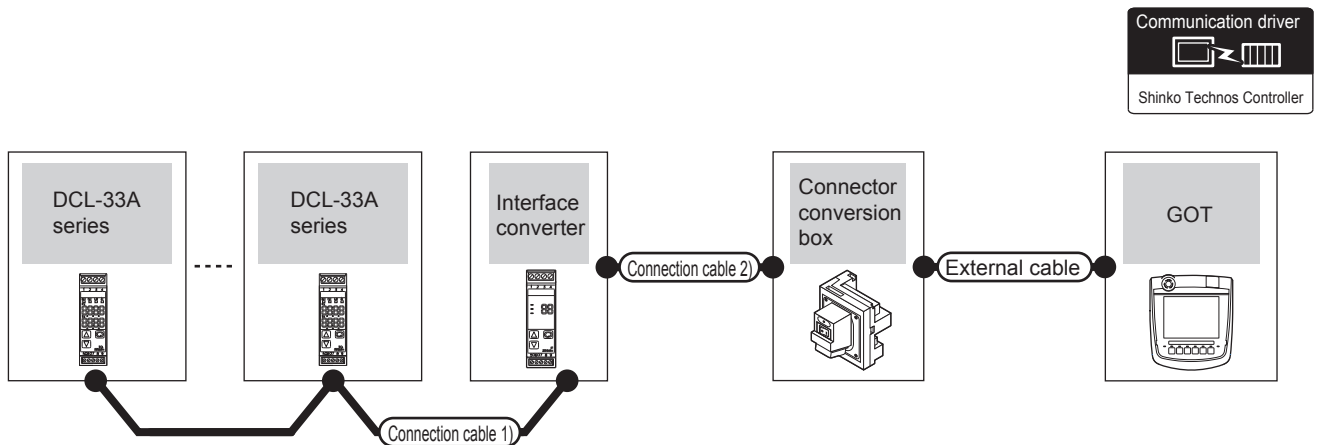 Communication driver
Shinko Technos Controller
DCL-33A
series
DCL-33A
series
Interface
converter
Connector
conversion
box
GOT
Connection cable 2)
External cable
Connection cable 1)